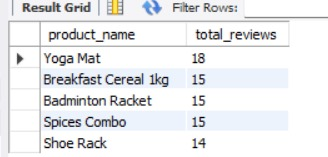 Result Grid Filter Rows:
product_name total_reviews
Yoga Mat 18
Breakfast Cereal 1kg 15
Badminton Racket 15
Spices Combo 15
Shoe Rack 14